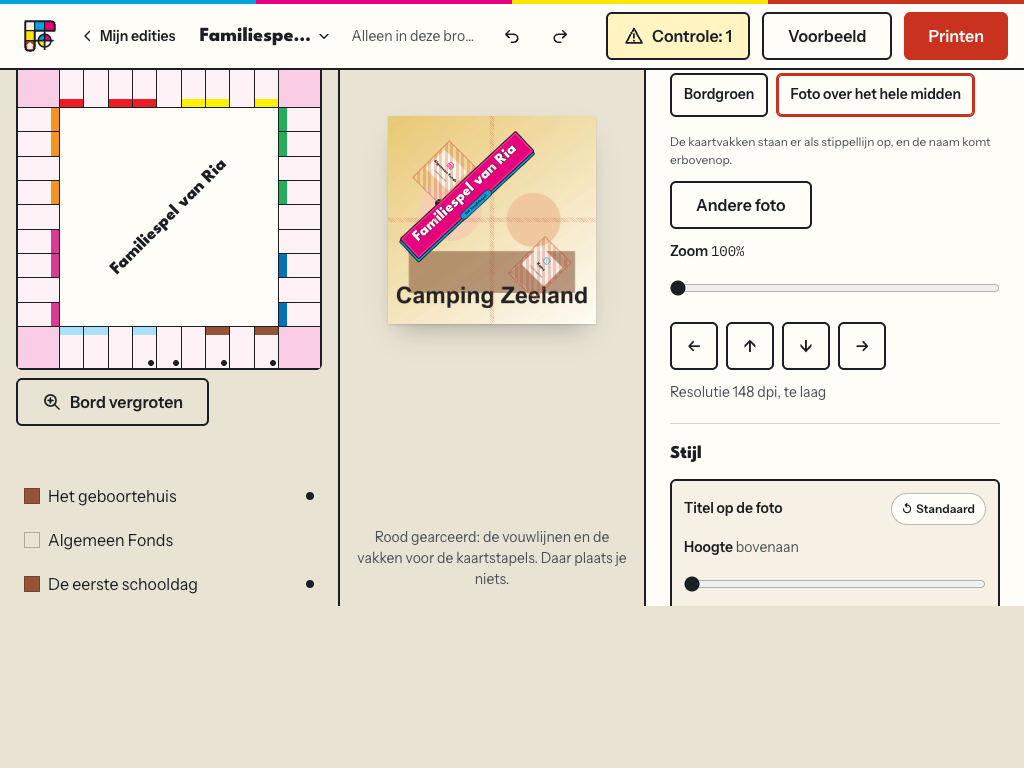 Mijn edities
Familiespe...
Alleen in deze bro...
Controle: 1
Voorbeeld
Printen
Familiespel van Ria
Bord vergroten
Het geboortehuis
Algemeen Fonds
De eerste schooldag
Familiespel van Ria
Camping Zeeland
Rood gearceerd: de vouwlijnen en de
vakken voor de kaartstapels. Daar plaats je
niets.
Bordgroen
Foto over het hele midden
De kaartvakken staan er als stippellijn op, en de naam komt
erbovenop.
Andere foto
Zoom 100%
Resolutie 148 dpi, te laag
Stijl
Titel op de foto
Standaard
Hoogte bovenaan